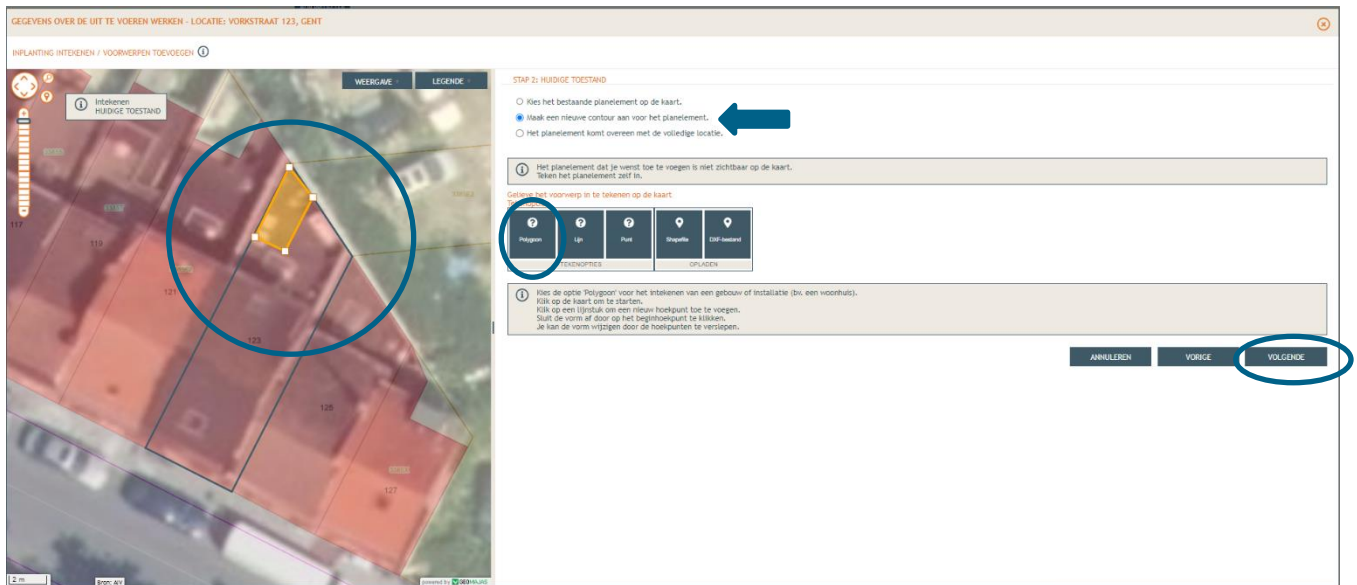 GEGEVENS OVER DE UIT TE VOEREN WERKEN - LOCATIE: VORKSTRAAT 123, GENT
INPLANTING INTEKENEN / VOORWERPEN TOEVOEGEN
WEERGAVE
LEGENDE
Intekenen
HUIDIGE TOESTAND
117
119
121
123
125
127
2 m
Bron: AIV
powered by GEOMAJAS
STAP 2: HUIDIGE TOESTAND
Kies het bestaande planelement op de kaart.
Maak een nieuwe contour aan voor het planelement.
Het planelement komt overeen met de volledige locatie.
Het planelement dat je wenst toe te voegen is niet zichtbaar op de kaart.
Teken het planelement zelf in.
Gelieve het voorwerp in te tekenen op de kaart
Polygoon
Lijn
Punt
Shapefile
DXF-bestand
TEKENOPTIES
OPLADEN
Kies de optie 'Polygoon' voor het intekenen van een gebouw of installatie (bv. een woonhuis).
Klik op de kaart om te starten.
Klik op een lijnstuk om een nieuw hoekpunt toe te voegen.
Sluit de vorm af door op het beginhoekpunt te klikken.
Je kan de vorm wijzigen door de hoekpunten te verslepen.
ANNULEREN
VORIGE
VOLGENDE